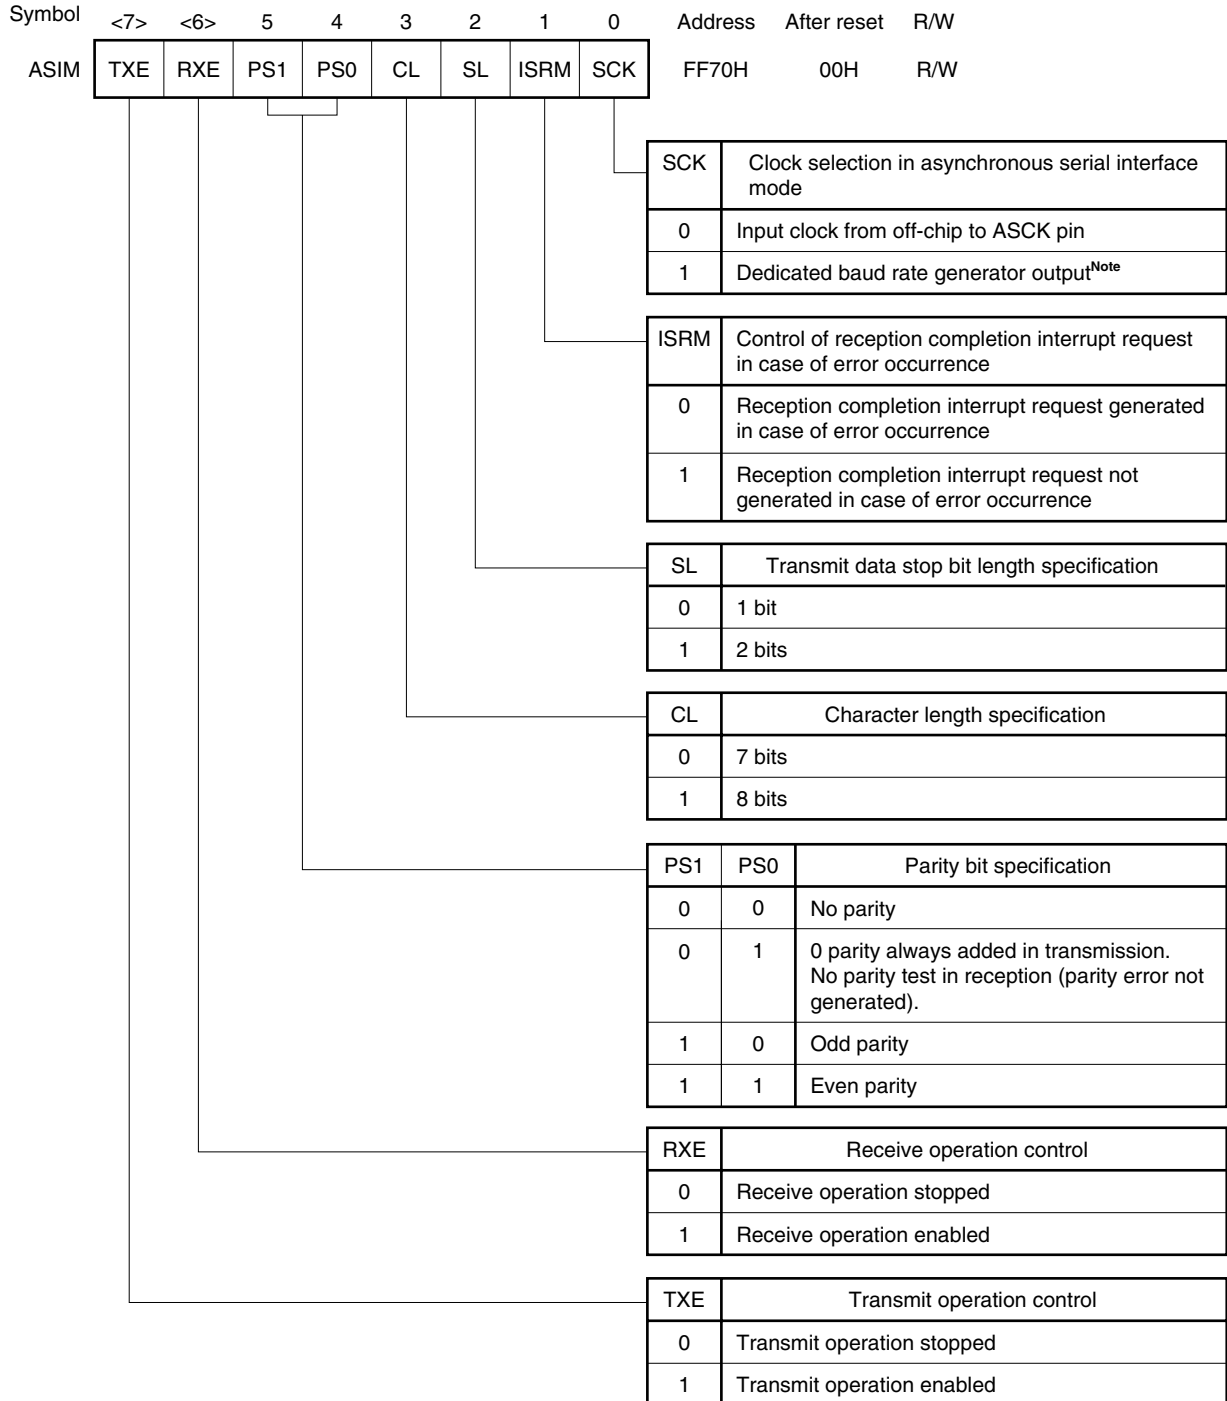 Symbol <7> <6> 5 4 3 2 1 0 Address After reset R/W
ASIM TXE RXE PS1 PS0 CL SL ISRM SCK FF70H 00H R/W
SCK Clock selection in asynchronous serial interface
mode
0 Input clock from off-chip to ASCK pin
1 Dedicated baud rate generator outputNote
ISRM Control of reception completion interrupt request
in case of error occurrence
0 Reception completion interrupt request generated
in case of error occurrence
1 Reception completion interrupt request not
generated in case of error occurrence
SL Transmit data stop bit length specification
0 1 bit
1 2 bits
CL Character length specification
0 7 bits
1 8 bits
PS1 PS0 Parity bit specification
0 0 No parity
0 1 0 parity always added in transmission.
No parity test in reception (parity error not
generated).
1 0 Odd parity
1 1 Even parity
RXE Receive operation control
0 Receive operation stopped
1 Receive operation enabled
TXE Transmit operation control
0 Transmit operation stopped
1 Transmit operation enabled